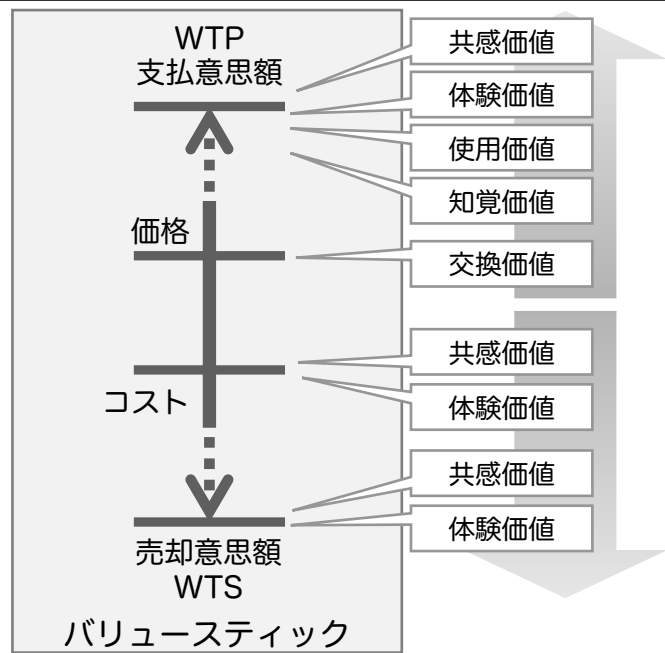 WTP
支払意思額
価格
コスト
売却意思額
WTS
バリュースティック
共感価値
体験価値
使用価値
知覚価値
交換価値
共感価値
体験価値
共感価値
体験価値